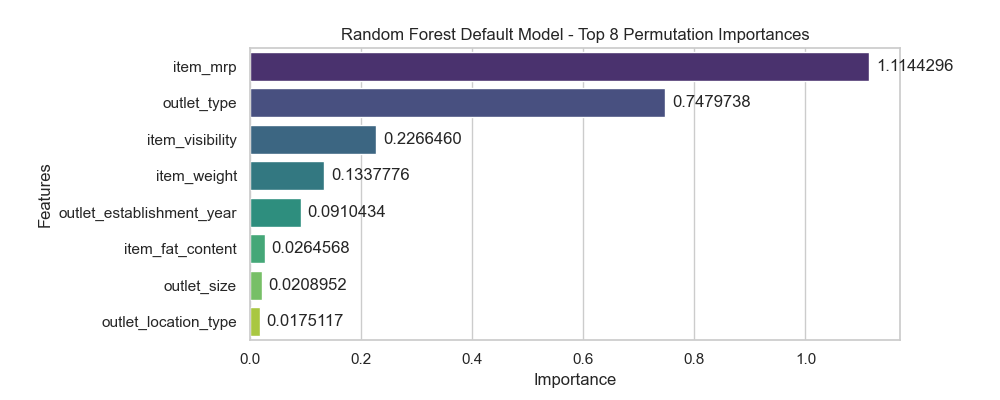 Random Forest Default Model - Top 8 Permutation Importances
item_mrp 1.1144296
outlet_type 0.7479738
item_visibility 0.2266460
item_weight 0.1337776
outlet_establishment_year 0.0910434
item_fat_content 0.0264568
outlet_size 0.0208952
outlet_location_type 0.0175117
Features
0.0 0.2 0.4 0.6 0.8 1.0
Importance